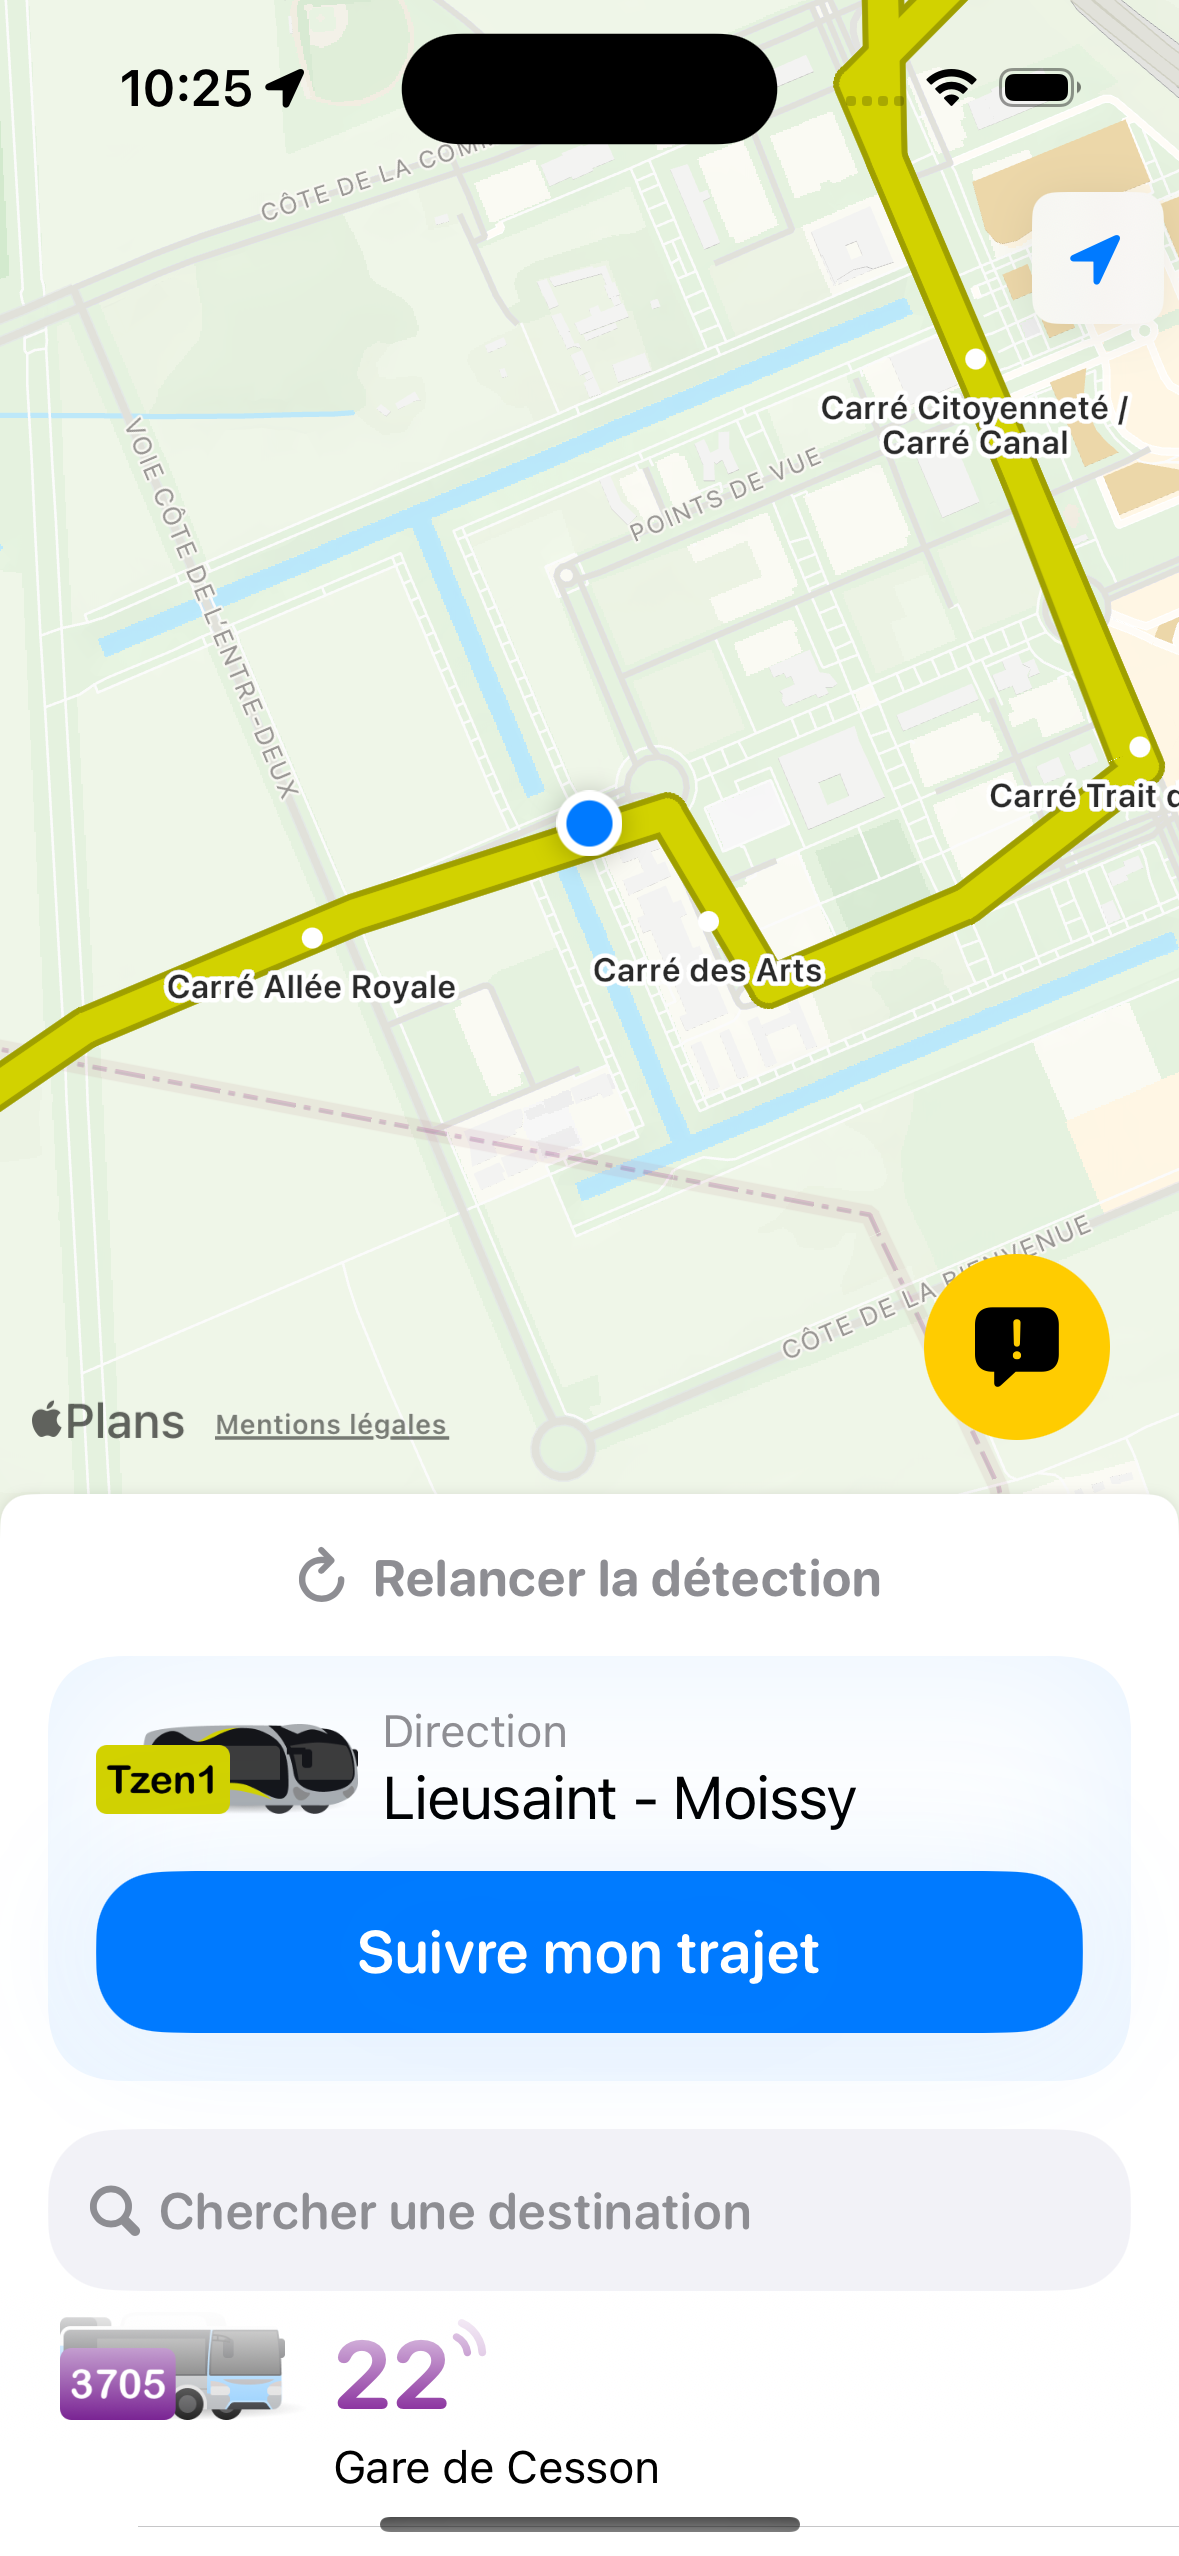 10:25
CÔTE DE LA
Carré Citoyenneté /
Carré Canal
VOIE CÔTE DE L'ENTRE-DEUX
POINTS DE VUE
Carré Trait
Carré des Arts
Carré Allée Royale
CÔTE DE LA BIENVENUE
Plans
Mentions légales
Relancer la détection
Direction
Tzen1
Lieusaint - Moissy
Suivre mon trajet
Chercher une destination
3705
22
Gare de Cesson